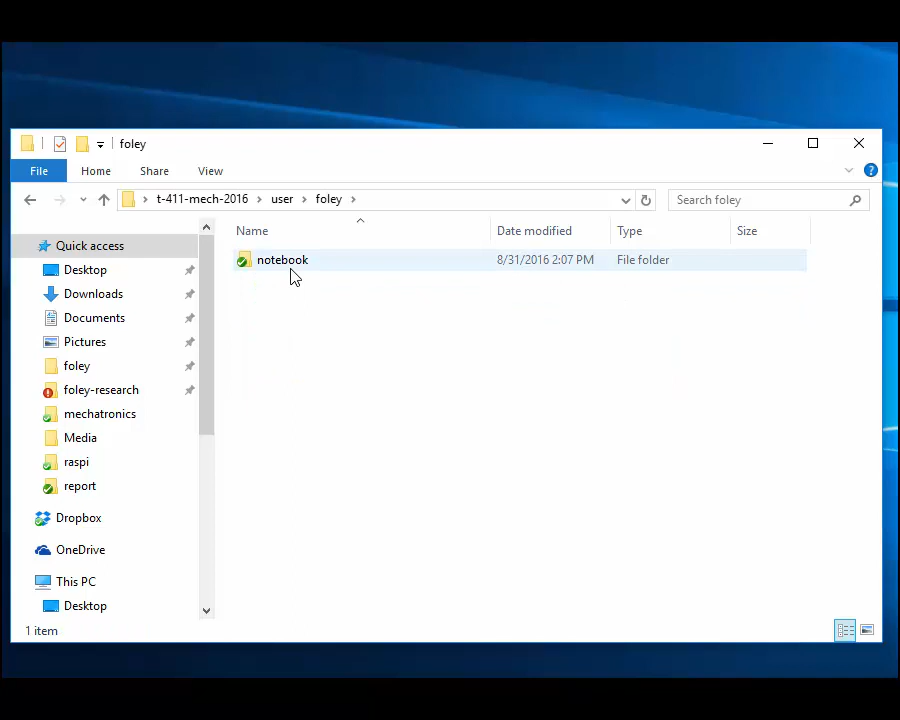 foley
File Home Share View
t-411-mech-2016 user foley
Search foley
Name Date modified Type Size
notebook 8/31/2016 2:07 PM File folder
Quick access
Desktop
Downloads
Documents
Pictures
foley
foley-research
mechatronics
Media
raspi
report
Dropbox
OneDrive
This PC
Desktop
1 item